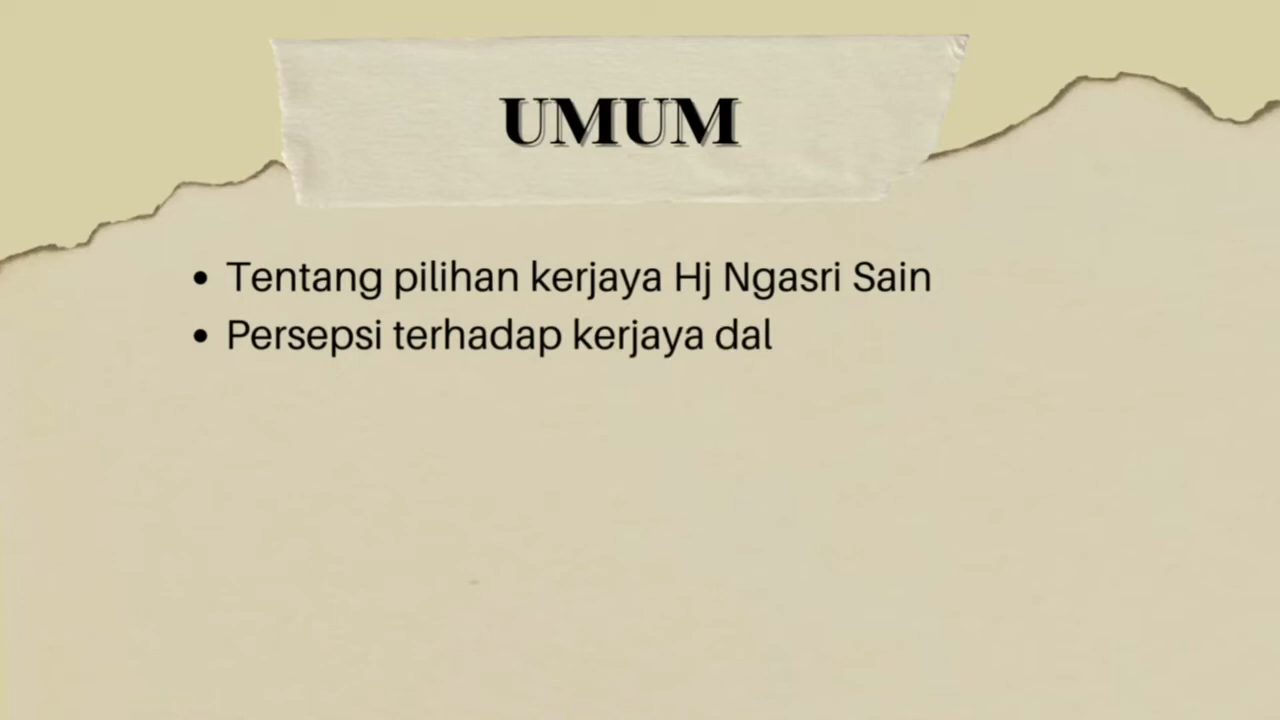 UMUM
• Tentang pilihan kerjaya Hj Ngasri Sain
• Persepsi terhadap kerjaya dal